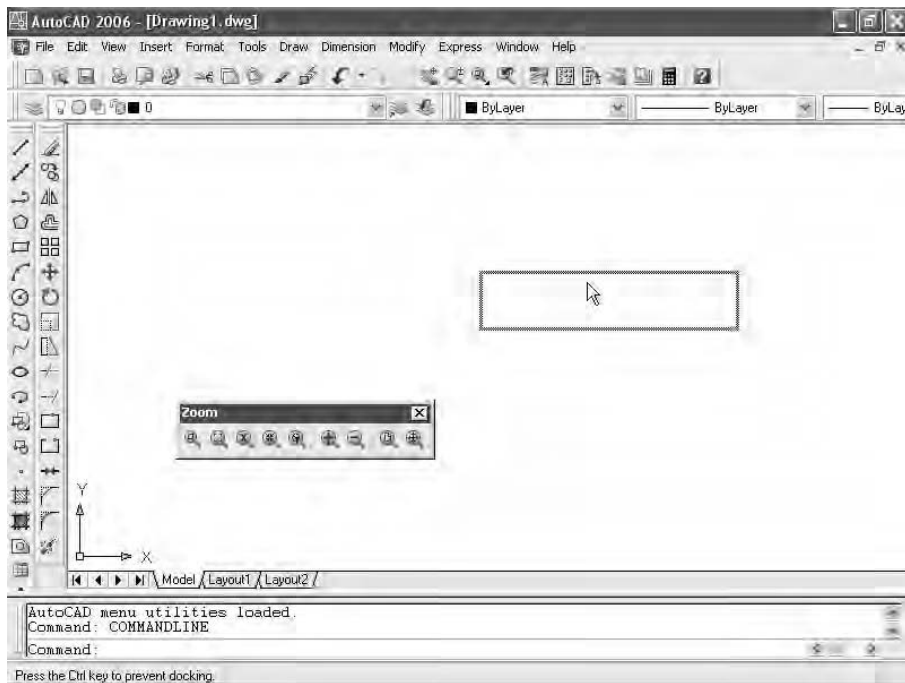 AutoCAD 2006 - [Drawing1.dwg]
File Edit View Insert Format Tools Draw Dimension Modify Express Window Help
0 ByLayer ByLayer ByLay
Zoom
Y
X
Model Layout1 Layout2
AutoCAD menu utilities loaded.
Command: COMMANDLINE
Command:
Press the Ctrl key to prevent docking.